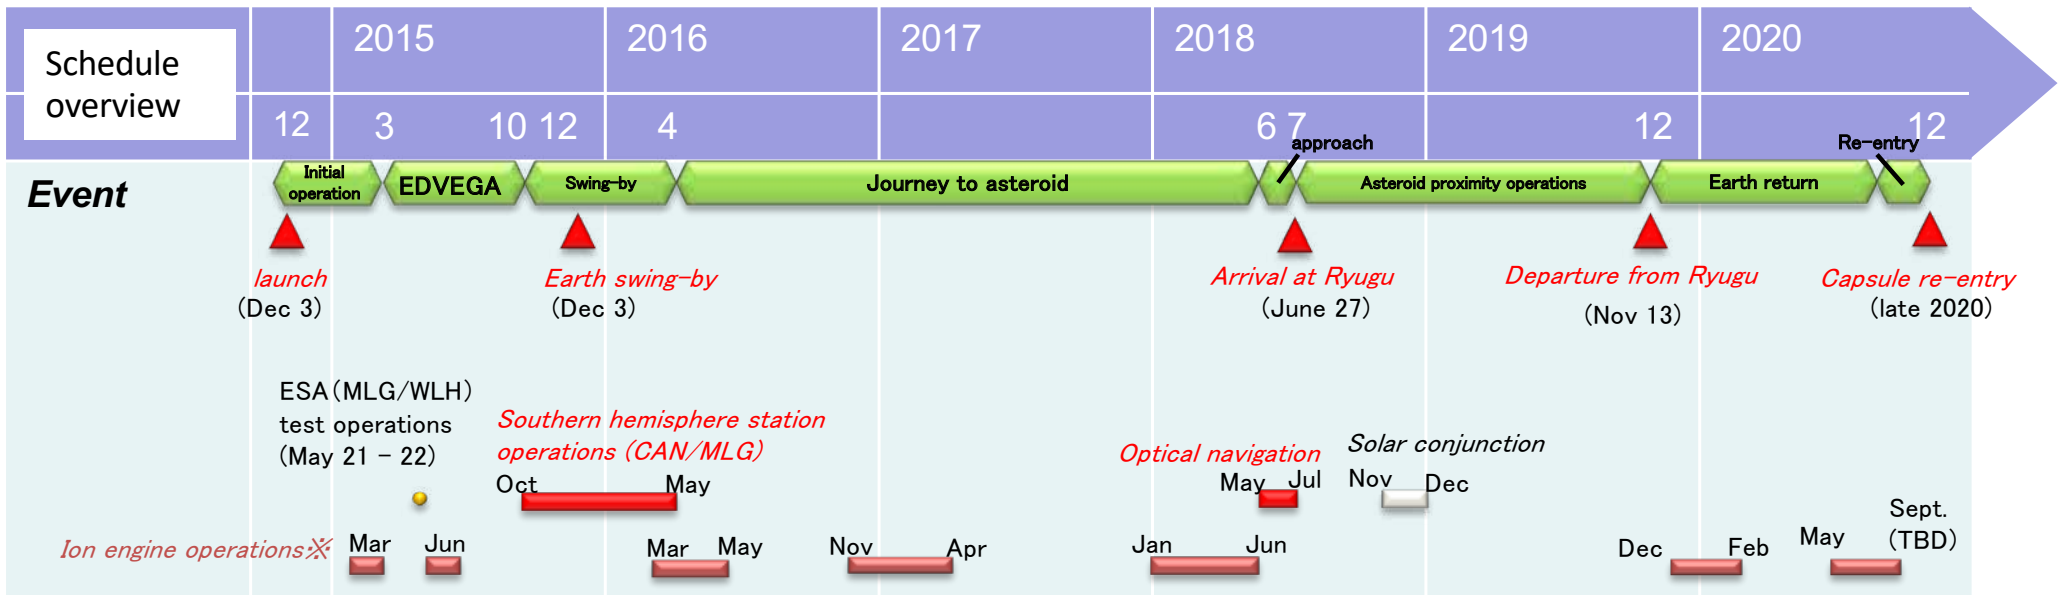 Schedule
overview
2015 2016 2017 2018 2019 2020
12 3 10 12 4 6 7 12 12
Event
Initial
operation
EDVEGA
Swing-by
Journey to asteroid
approach
Asteroid proximity operations
Earth return
Re-entry
launch
(Dec 3)
Earth swing-by
(Dec 3)
Arrival at Ryugu
(June 27)
Departure from Ryugu
(Nov 13)
Capsule re-entry
(late 2020)
ESA(MLG/WLH)
test operations
(May 21 - 22)
Southern hemisphere station
operations (CAN/MLG)
Oct May
Optical navigation
May Jul
Solar conjunction
Nov Dec
Ion engine operations※
Mar Jun
Mar May
Nov Apr
Jan Jun
Dec Feb
May Sept.
(TBD)